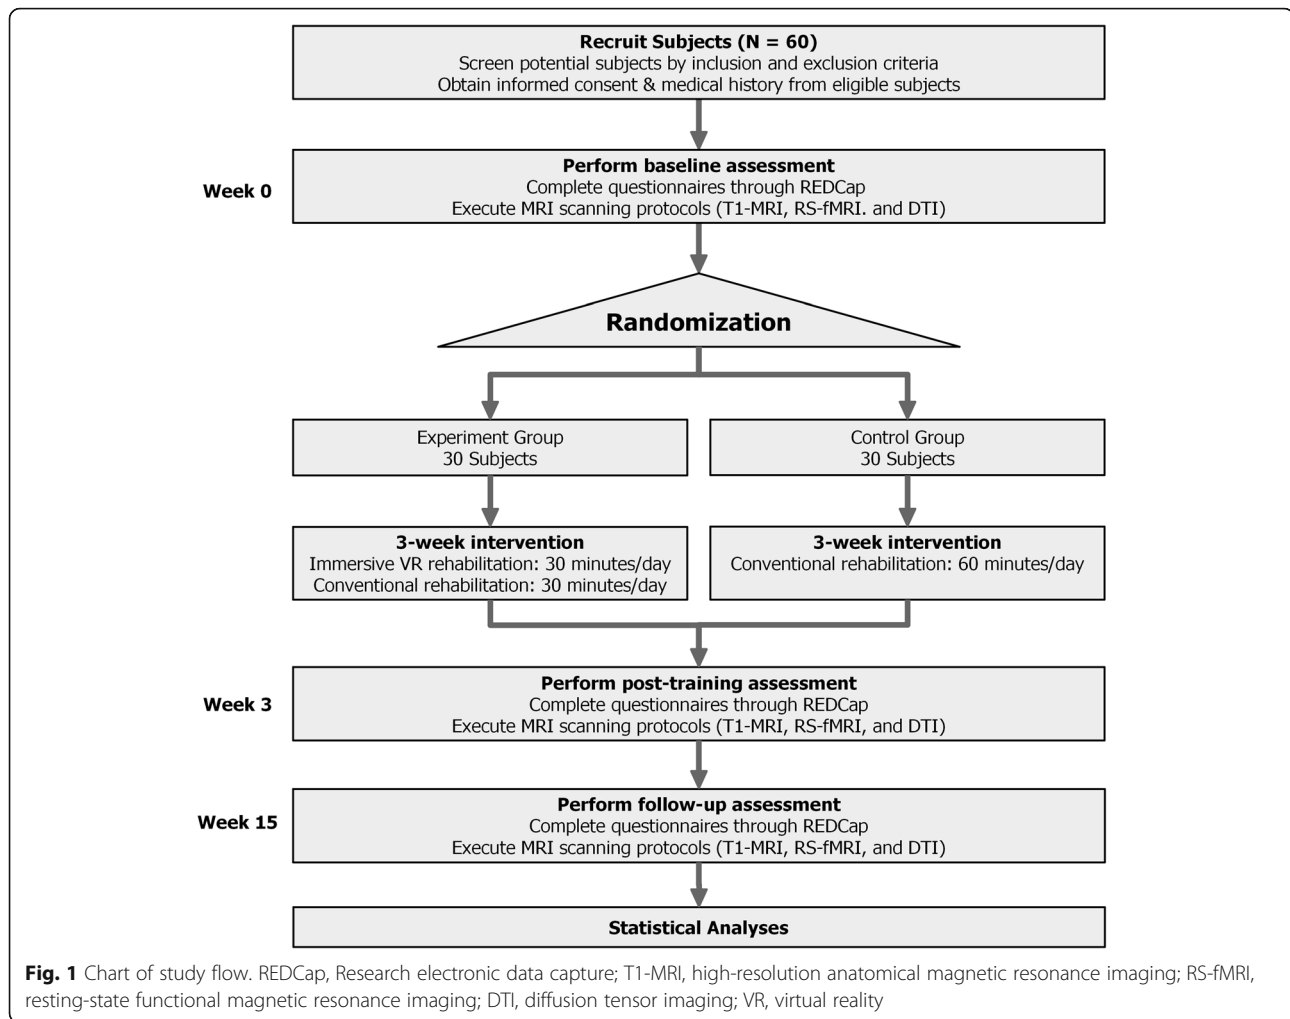 Recruit Subjects (N = 60)
Screen potential subjects by inclusion and exclusion criteria
Obtain informed consent & medical history from eligible subjects
Week 0
Perform baseline assessment
Complete questionnaires through REDCap
Execute MRI scanning protocols (T1-MRI, RS-fMRI. and DTI)
Randomization
Experiment Group
30 Subjects
Control Group
30 Subjects
3-week intervention
Immersive VR rehabilitation: 30 minutes/day
Conventional rehabilitation: 30 minutes/day
3-week intervention
Conventional rehabilitation: 60 minutes/day
Week 3
Perform post-training assessment
Complete questionnaires through REDCap
Execute MRI scanning protocols (T1-MRI, RS-fMRI, and DTI)
Week 15
Perform follow-up assessment
Complete questionnaires through REDCap
Execute MRI scanning protocols (T1-MRI, RS-fMRI, and DTI)
Statistical Analyses
Fig. 1 Chart of study flow. REDCap, Research electronic data capture; T1-MRI, high-resolution anatomical magnetic resonance imaging; RS-fMRI,
resting-state functional magnetic resonance imaging; DTI, diffusion tensor imaging; VR, virtual reality